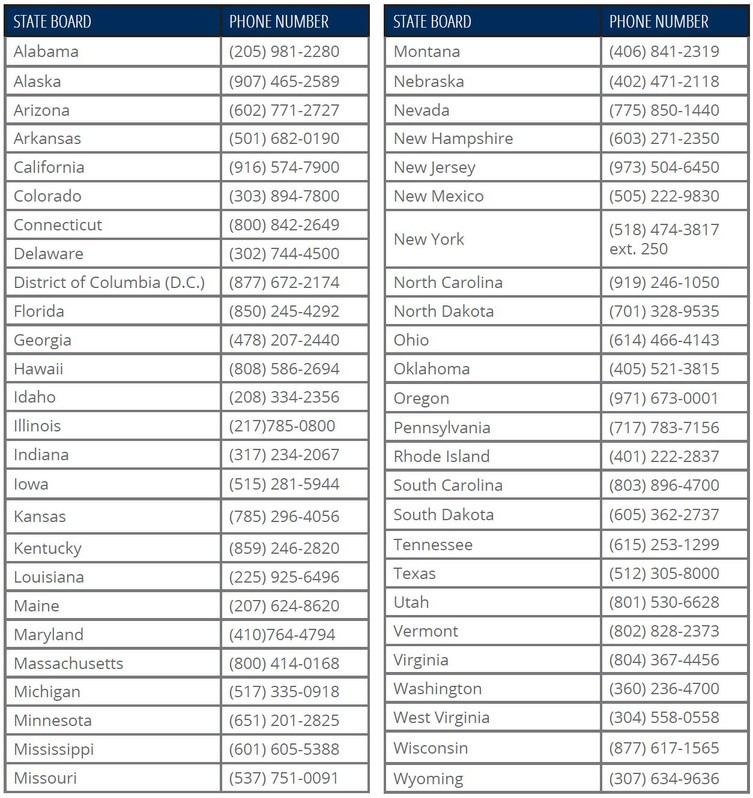 STATE BOARD PHONE NUMBER
Alabama (205) 981-2280
Alaska (907) 465-2589
Arizona (602) 771-2727
Arkansas (501) 682-0190
California (916) 574-7900
Colorado (303) 894-7800
Connecticut (800) 842-2649
Delaware (302) 744-4500
District of Columbia (D.C.) (877) 672-2174
Florida (850) 245-4292
Georgia (478) 207-2440
Hawaii (808) 586-2694
Idaho (208) 334-2356
Illinois (217)785-0800
Indiana (317) 234-2067
Iowa (515) 281-5944
Kansas (785) 296-4056
Kentucky (859) 246-2820
Louisiana (225) 925-6496
Maine (207) 624-8620
Maryland (410)764-4794
Massachusetts (800) 414-0168
Michigan (517) 335-0918
Minnesota (651) 201-2825
Mississippi (601) 605-5388
Missouri (537) 751-0091
STATE BOARD PHONE NUMBER
Montana (406) 841-2319
Nebraska (402) 471-2118
Nevada (775) 850-1440
New Hampshire (603) 271-2350
New Jersey (973) 504-6450
New Mexico (505) 222-9830
New York (518) 474-3817
ext. 250
North Carolina (919) 246-1050
North Dakota (701) 328-9535
Ohio (614) 466-4143
Oklahoma (405) 521-3815
Oregon (971) 673-0001
Pennsylvania (717) 783-7156
Rhode Island (401) 222-2837
South Carolina (803) 896-4700
South Dakota (605) 362-2737
Tennessee (615) 253-1299
Texas (512) 305-8000
Utah (801) 530-6628
Vermont (802) 828-2373
Virginia (804) 367-4456
Washington (360) 236-4700
West Virginia (304) 558-0558
Wisconsin (877) 617-1565
Wyoming (307) 634-9636